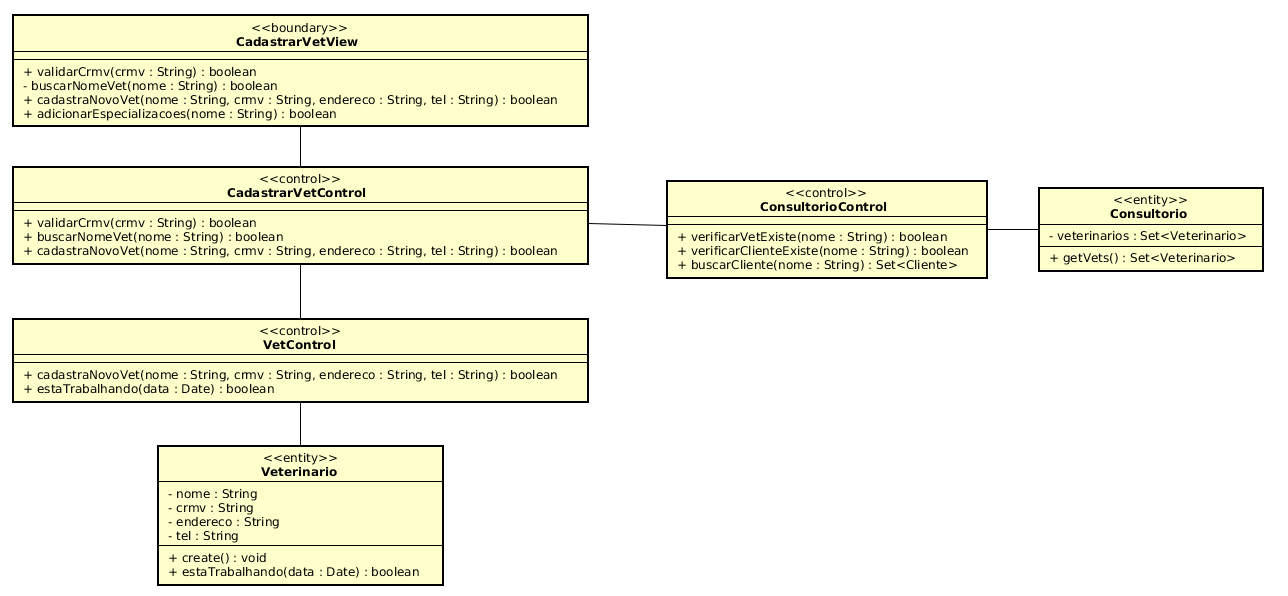 <<boundary>>
CadastrarVetView
+ validarCrmv(crmv : String) : boolean
- buscarNomeVet(nome : String) : boolean
+ cadastraNovoVet(nome : String, crmv : String, endereco : String, tel : String) : boolean
+ adicionarEspecializacoes(nome : String) : boolean
<<control>>
CadastrarVetControl
+ validarCrmv(crmv : String) : boolean
+ buscarNomeVet(nome : String) : boolean
+ cadastraNovoVet(nome : String, crmv : String, endereco : String, tel : String) : boolean
<<control>>
ConsultorioControl
+ verificarVetExiste(nome : String) : boolean
+ verificarClienteExiste(nome : String) : boolean
+ buscarCliente(nome : String) : Set<Cliente>
<<entity>>
Consultorio
- veterinarios : Set<Veterinario>
+ getVets() : Set<Veterinario>
<<control>>
VetControl
+ cadastraNovoVet(nome : String, crmv : String, endereco : String, tel : String) : boolean
+ estaTrabalhando(data : Date) : boolean
<<entity>>
Veterinario
- nome : String
- crmv : String
- endereco : String
- tel : String
+ create() : void
+ estaTrabalhando(data : Date) : boolean